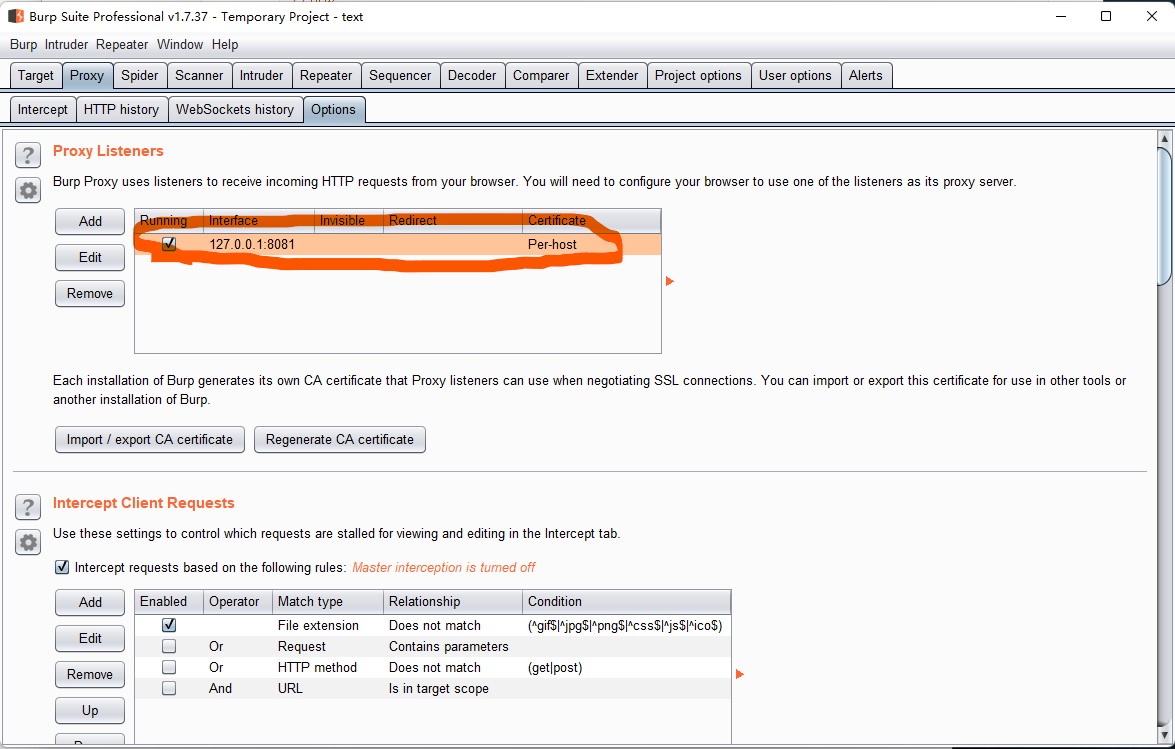 Burp Suite Professional v1.7.37 - Temporary Project - text
Burp Intruder Repeater Window Help
Target Proxy Spider Scanner Intruder Repeater Sequencer Decoder Comparer Extender Project options User options Alerts
Intercept HTTP history WebSockets history Options
? Proxy Listeners
Burp Proxy uses listeners to receive incoming HTTP requests from your browser. You will need to configure your browser to use one of the listeners as its proxy server.
Add Running Interface Invisible Redirect Certificate
127.0.0.1:8081 Per-host
Edit
Remove
Each installation of Burp generates its own CA certificate that Proxy listeners can use when negotiating SSL connections. You can import or export this certificate for use in other tools or
another installation of Burp.
Import / export CA certificate Regenerate CA certificate
? Intercept Client Requests
Use these settings to control which requests are stalled for viewing and editing in the Intercept tab.
Intercept requests based on the following rules: Master interception is turned off
Add Enabled Operator Match type Relationship Condition
File extension Does not match (^gif$|^jpg$|^png$|^css$|^js$|^ico$)
Edit Or Request Contains parameters
Remove Or HTTP method Does not match (get|post)
And URL Is in target scope
Up